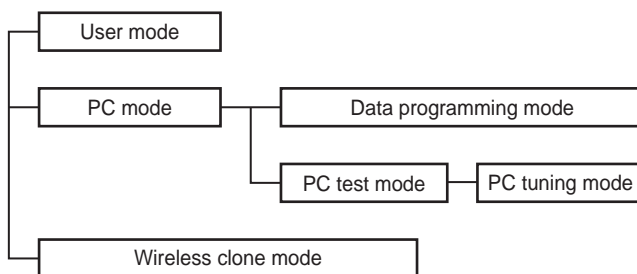 User mode
PC mode
Data programming mode
PC test mode
PC tuning mode
Wireless clone mode